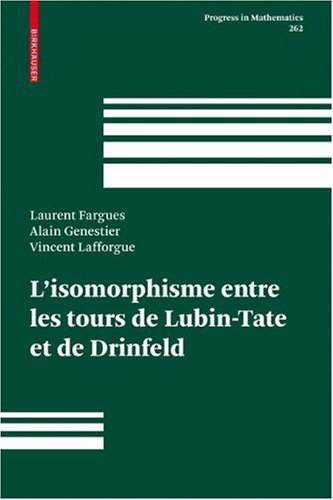 BIRKHAUSER
Progress in Mathematics
262
Laurent Fargues
Alain Genestier
Vincent Lafforgue
L'isomorphisme entre
les tours de Lubin-Tate
et de Drinfeld